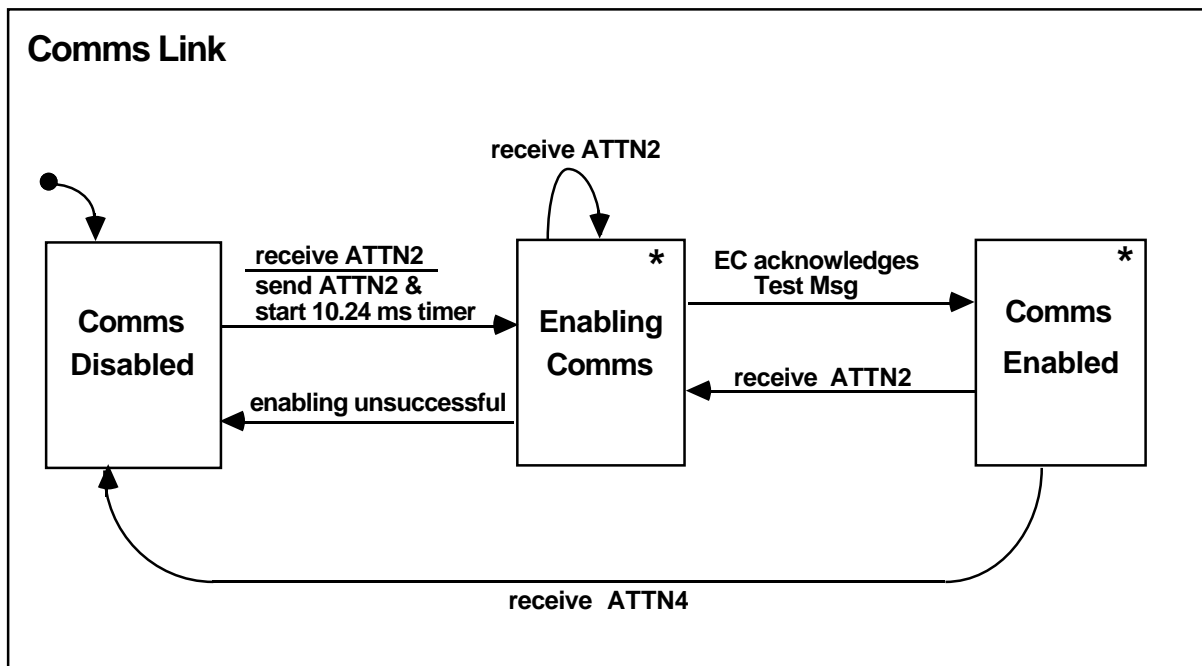 Comms Link
receive ATTN2
receive ATTN2
send ATTN2 &
start 10.24 ms timer
*
EC acknowledges
Test Msg
*
Comms
Disabled
Enabling
Comms
Comms
Enabled
receive ATTN2
enabling unsuccessful
receive ATTN4